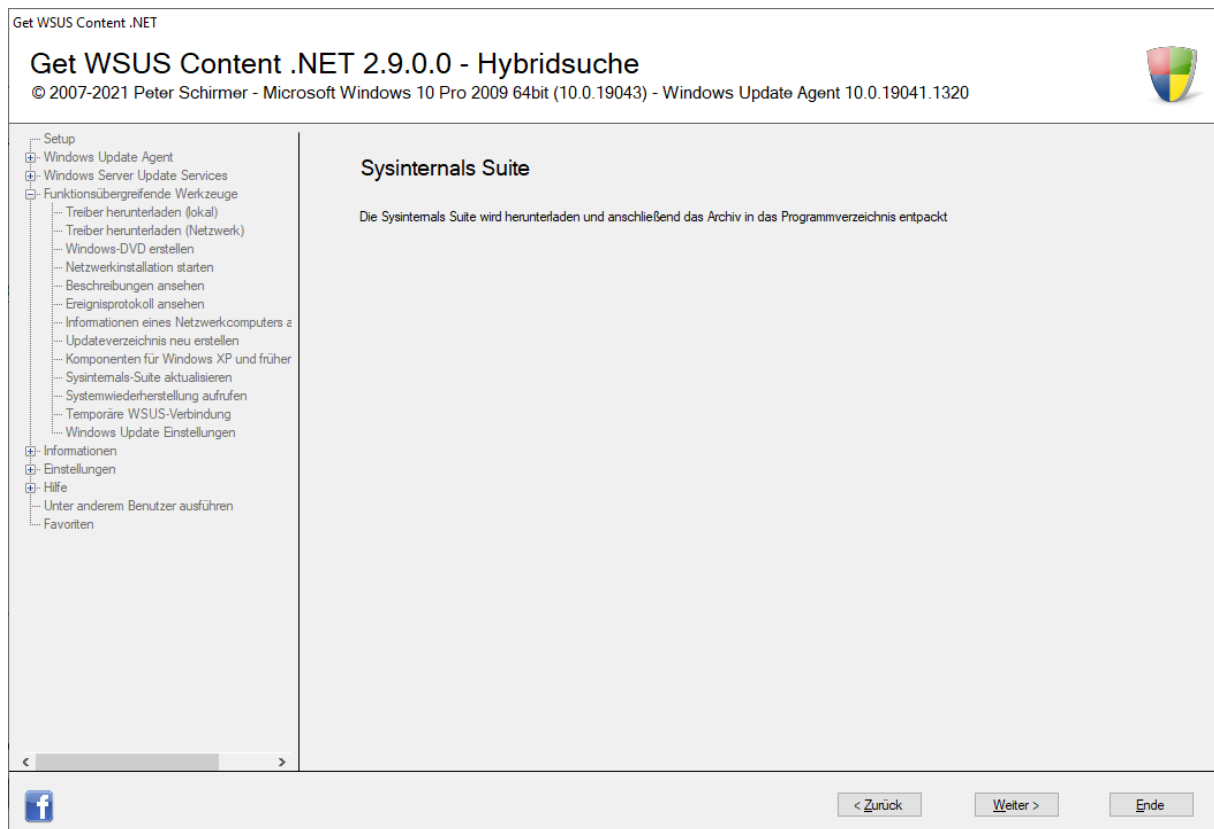 Get WSUS Content .NET
Get WSUS Content .NET 2.9.0.0 - Hybridsuche
© 2007-2021 Peter Schirmer - Microsoft Windows 10 Pro 2009 64bit (10.0.19043) - Windows Update Agent 10.0.19041.1320
Setup
Windows Update Agent
Windows Server Update Services
Funktionsübergreifende Werkzeuge
Treiber herunterladen (lokal)
Treiber herunterladen (Netzwerk)
Windows-DVD erstellen
Netzwerkinstallation starten
Beschreibungen ansehen
Ereignisprotokoll ansehen
Informationen eines Netzwerkcomputers a
Updateverzeichnis neu erstellen
Komponenten für Windows XP und früher
Sysinternals-Suite aktualisieren
Systemwiederherstellung aufrufen
Temporäre WSUS-Verbindung
Windows Update Einstellungen
Informationen
Einstellungen
Hilfe
Unter anderem Benutzer ausführen
Favoriten
Sysinternals Suite
Die Sysinternals Suite wird herunterladen und anschließend das Archiv in das Programmverzeichnis entpackt
< Zurück
Weiter >
Ende